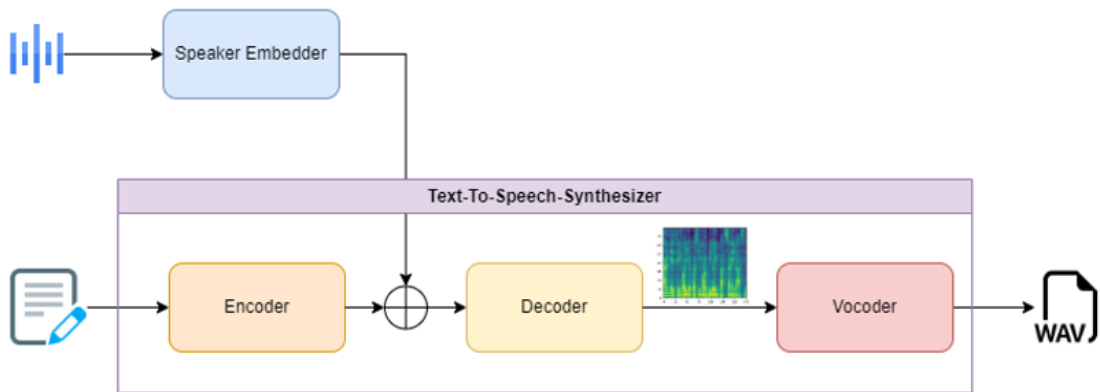 Speaker Embedder
Text-To-Speech-Synthesizer
Encoder
Decoder
Vocoder
WAV